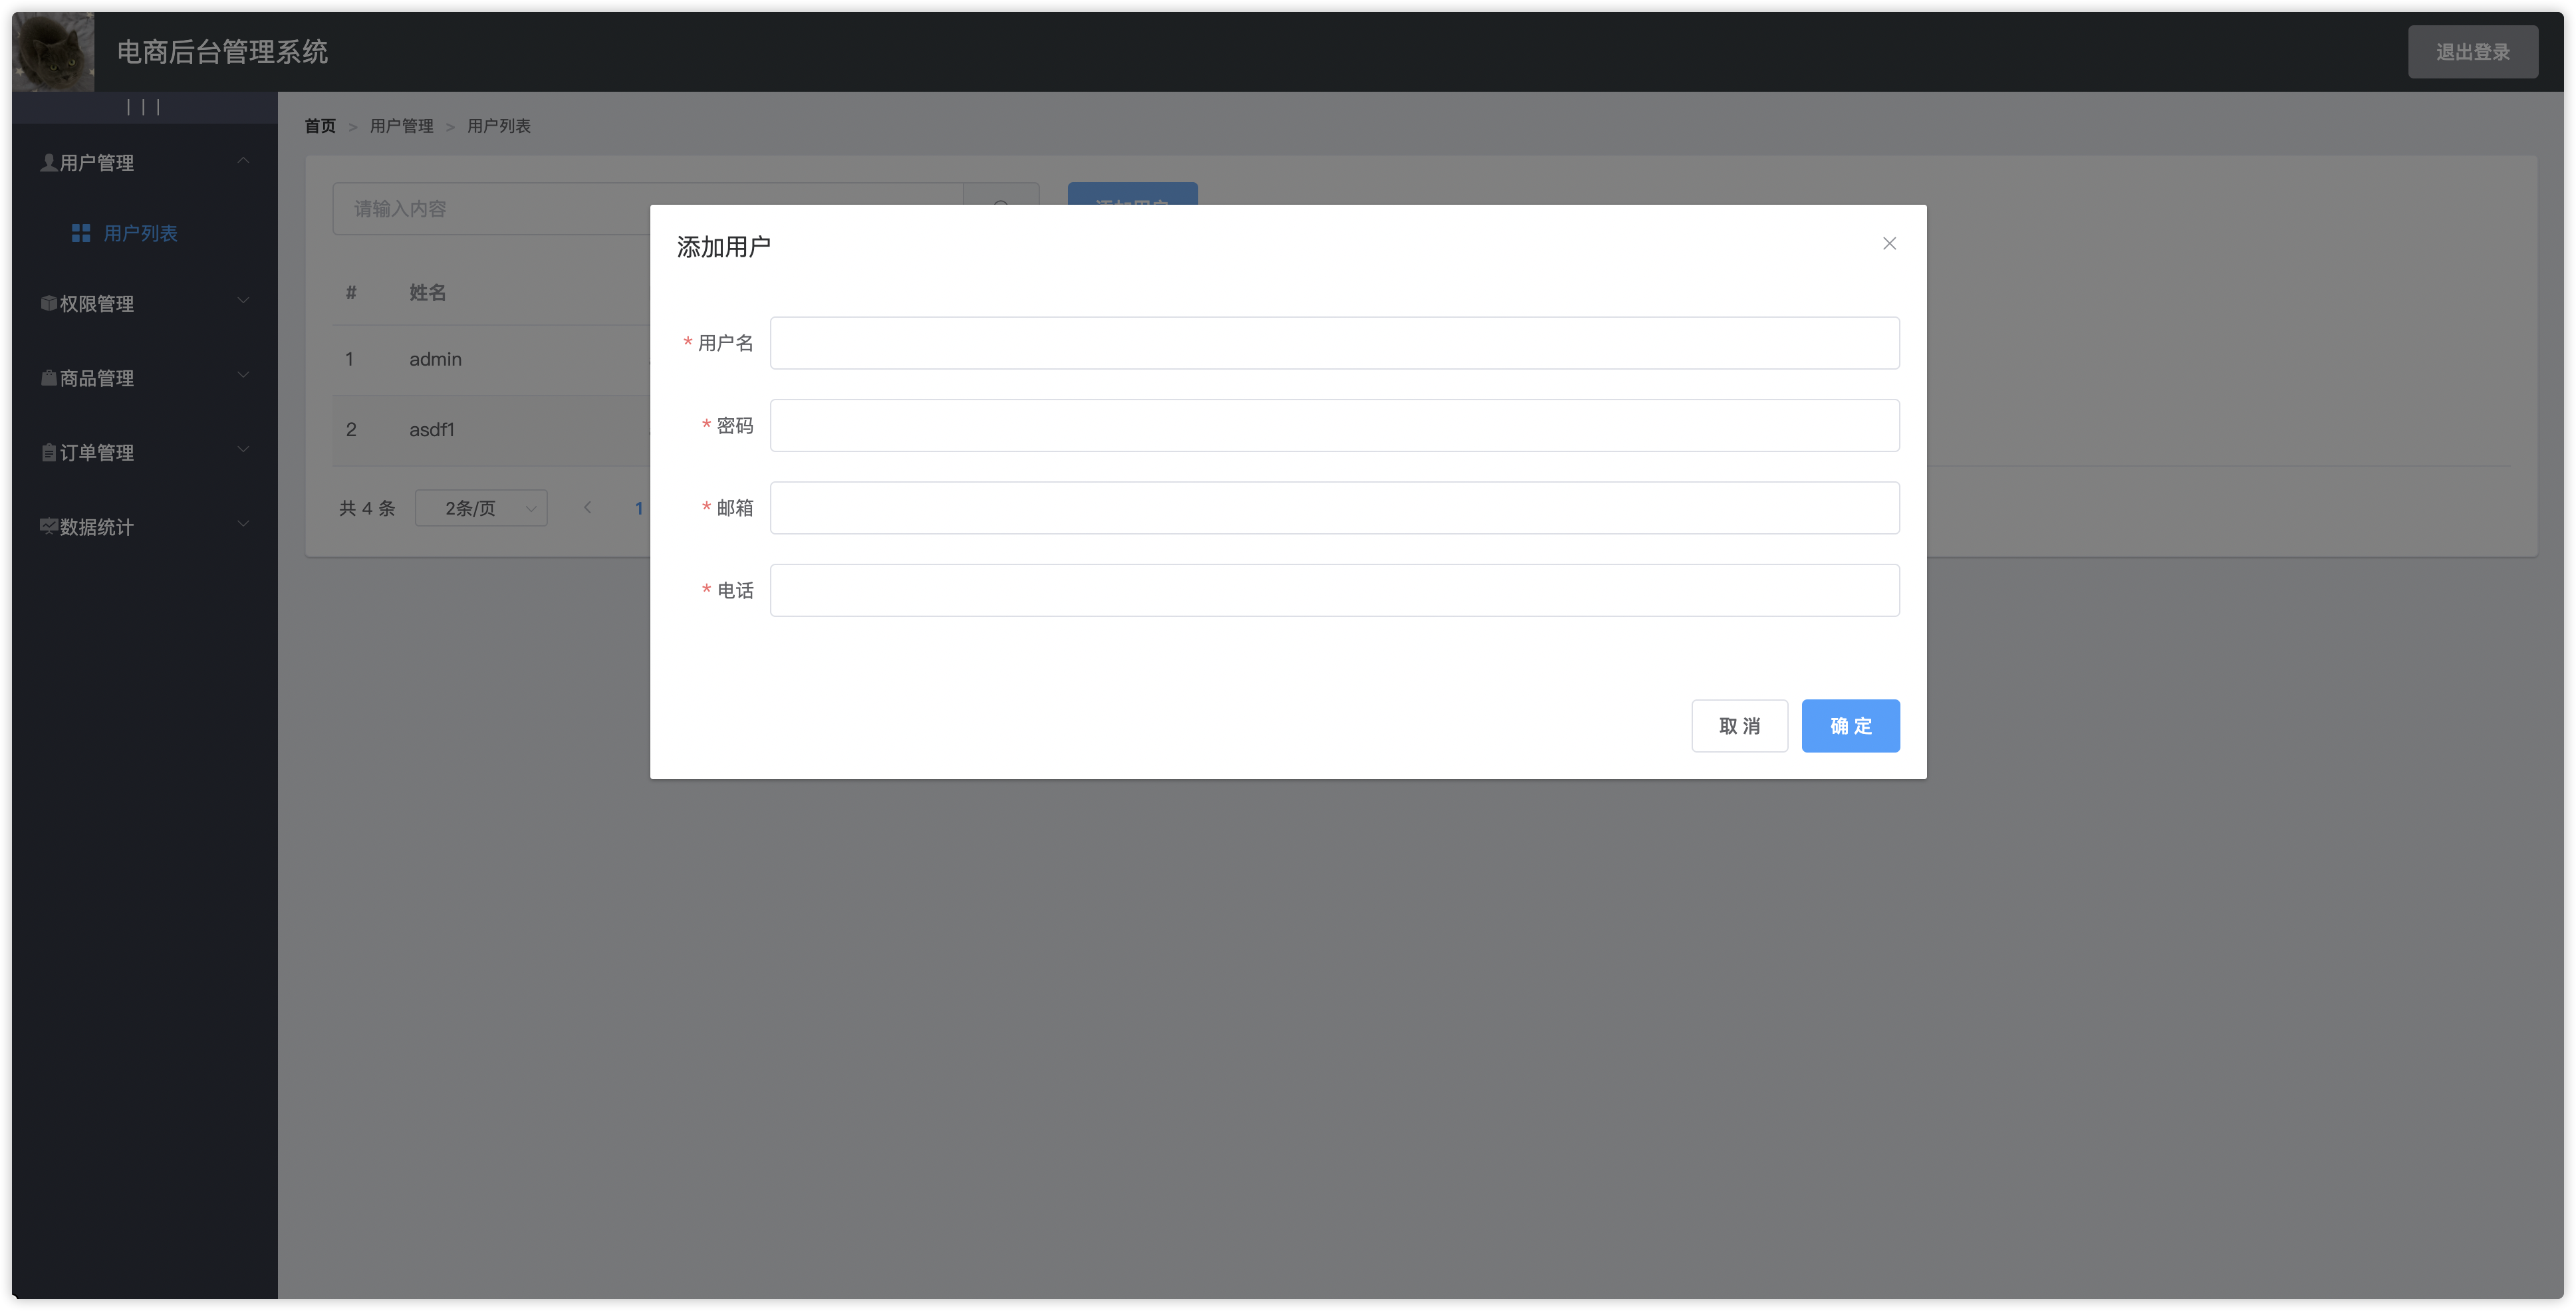 电商后台管理系统
退出登录
|||
首页 > 用户管理 > 用户列表
用户管理
用户列表
权限管理
商品管理
订单管理
数据统计
请输入内容
添加用户
# 姓名
1 admin
2 asdf1
共 4 条 2条/页 1
添加用户
* 用户名
* 密码
* 邮箱
* 电话
取 消 确 定